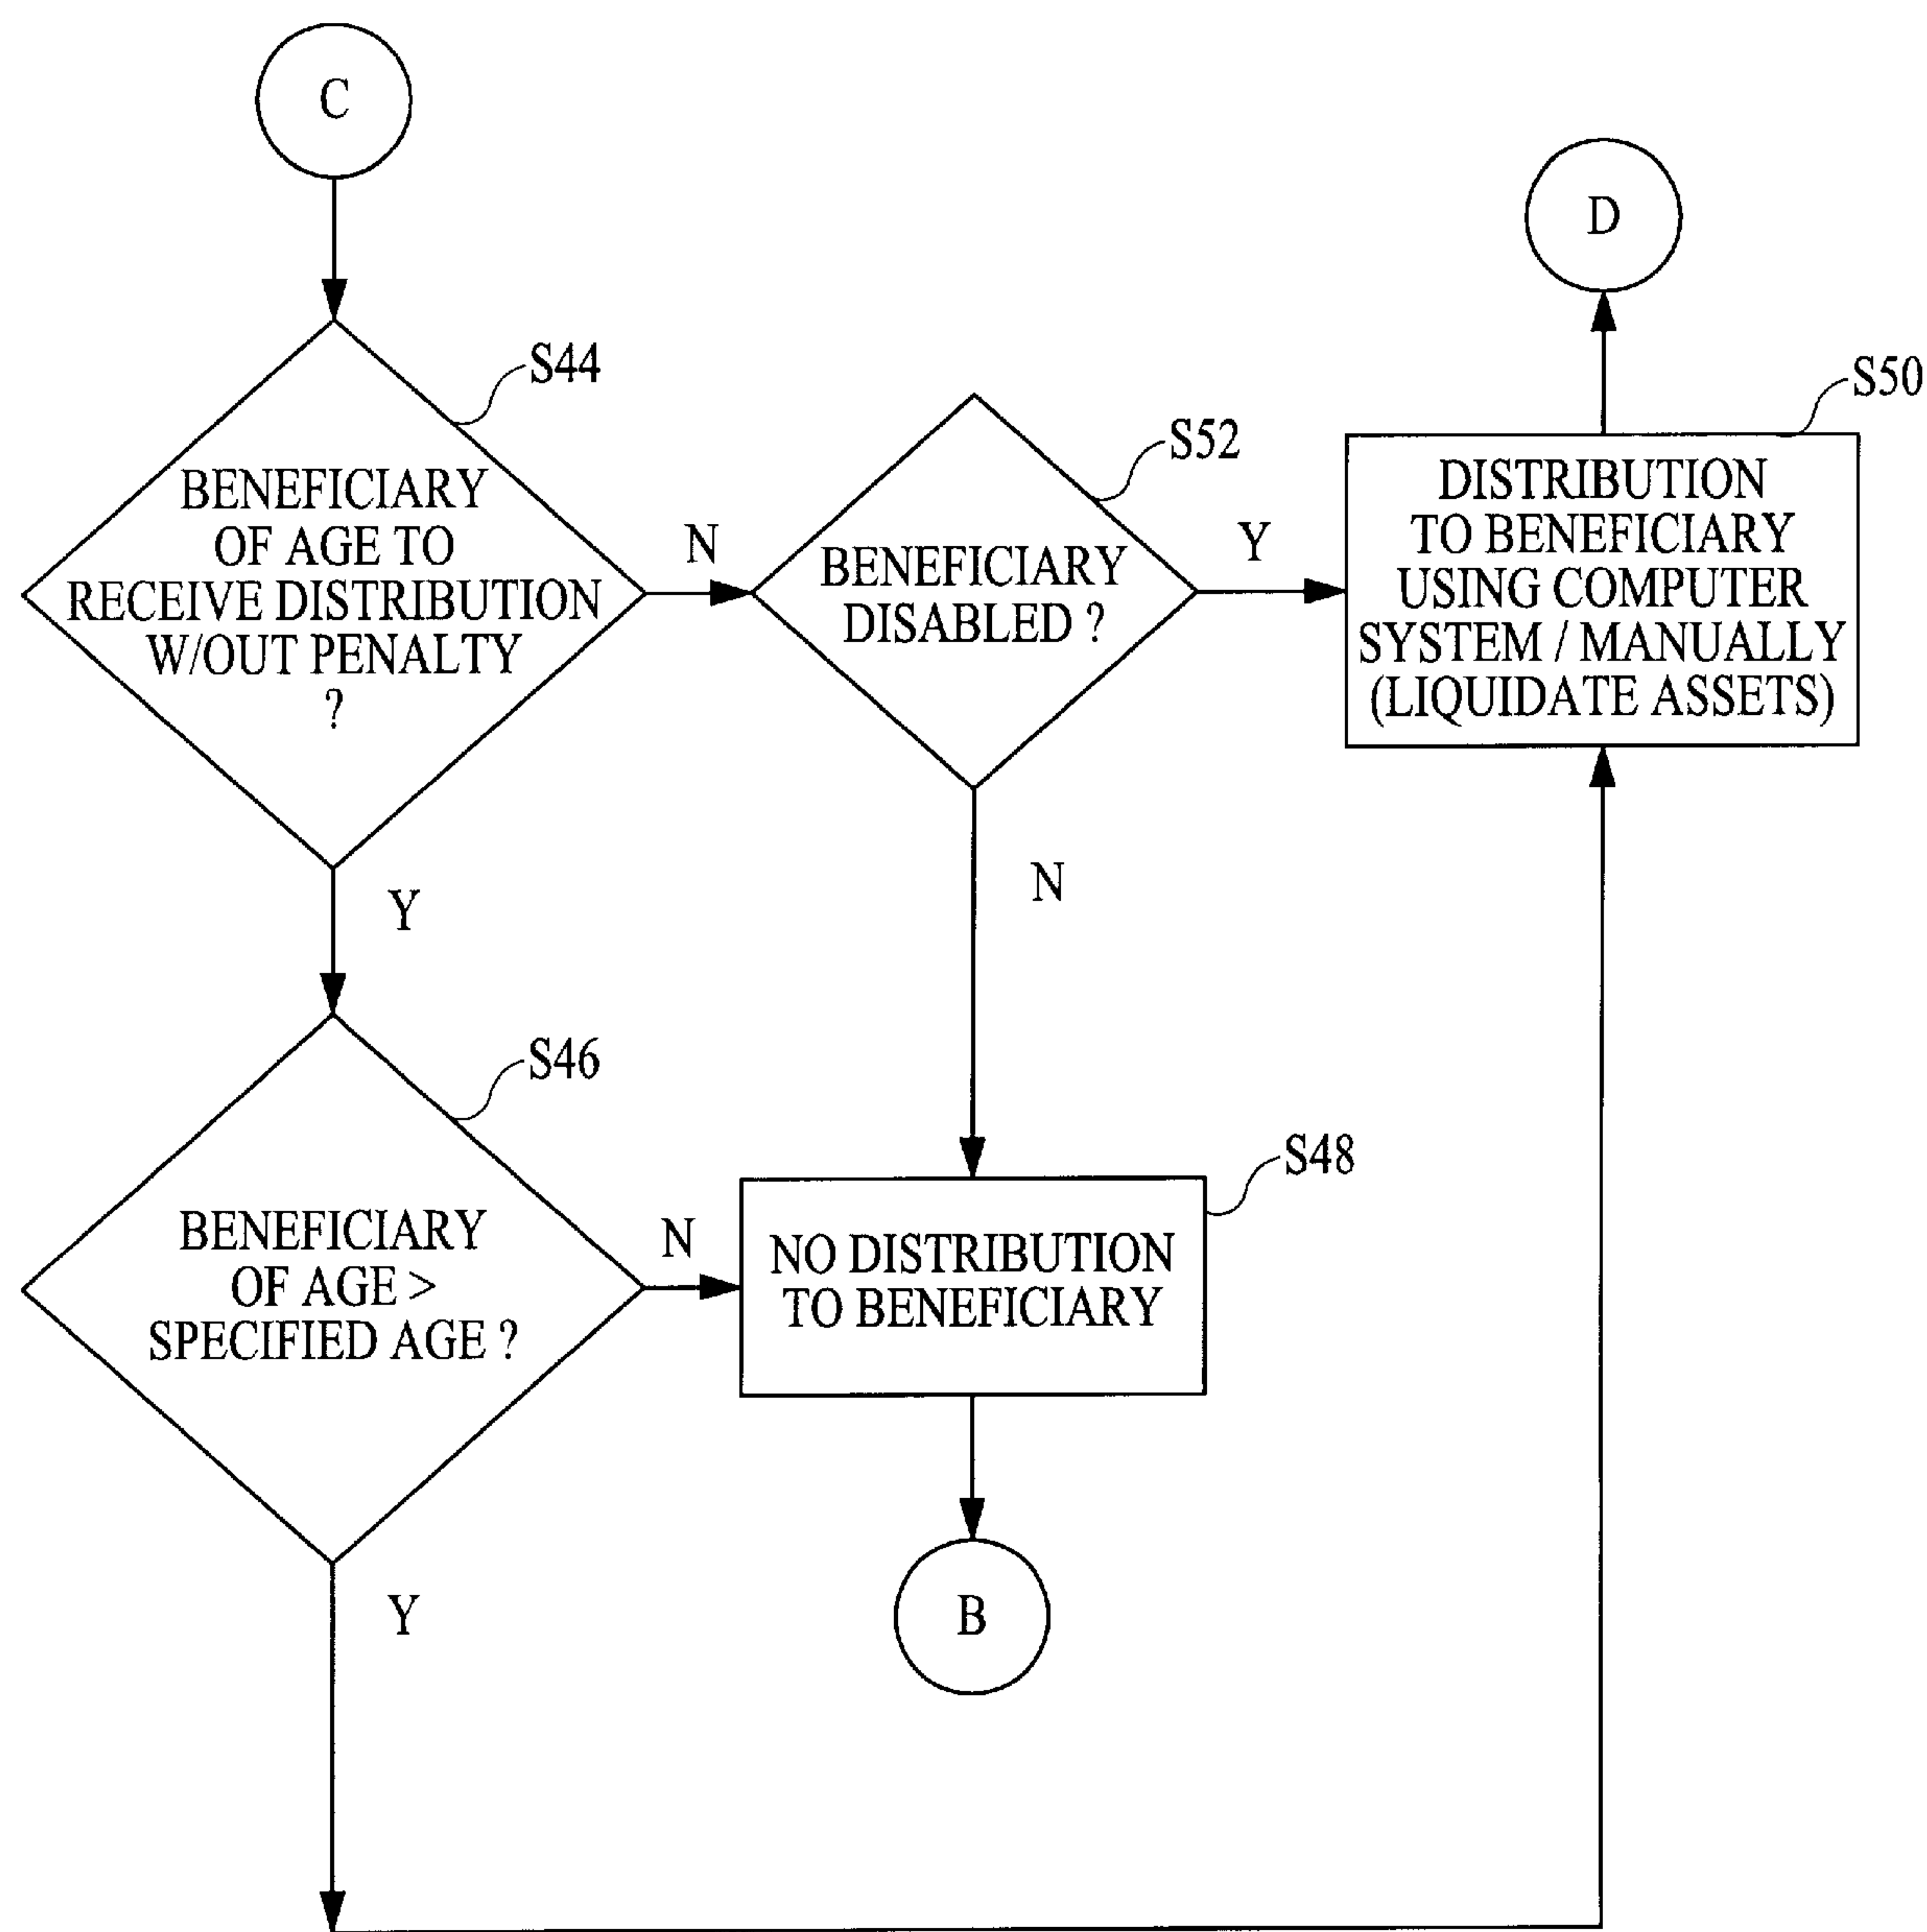 C
D
S44
BENEFICIARY
OF AGE TO
RECEIVE DISTRIBUTION
W/OUT PENALTY
?
N
S52
BENEFICIARY
DISABLED ?
Y
S50
DISTRIBUTION
TO BENEFICIARY
USING COMPUTER
SYSTEM / MANUALLY
(LIQUIDATE ASSETS)
Y
N
S46
BENEFICIARY
OF AGE >
SPECIFIED AGE ?
N
S48
NO DISTRIBUTION
TO BENEFICIARY
Y
B